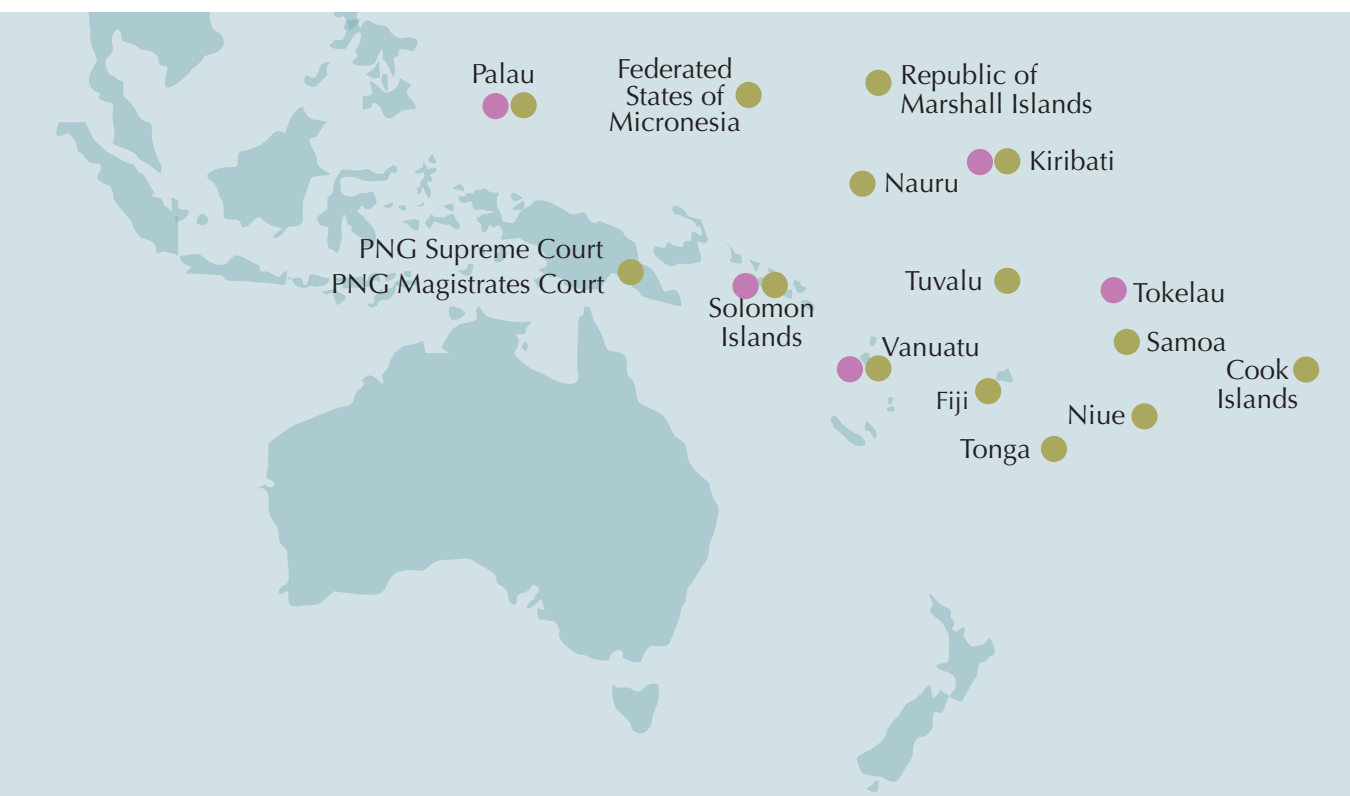 Palau
Federated
States of
Micronesia
Republic of
Marshall Islands
Kiribati
Nauru
PNG Supreme Court
PNG Magistrates Court
Solomon
Islands
Tuvalu
Tokelau
Vanuatu
Samoa
Cook
Islands
Fiji
Niue
Tonga